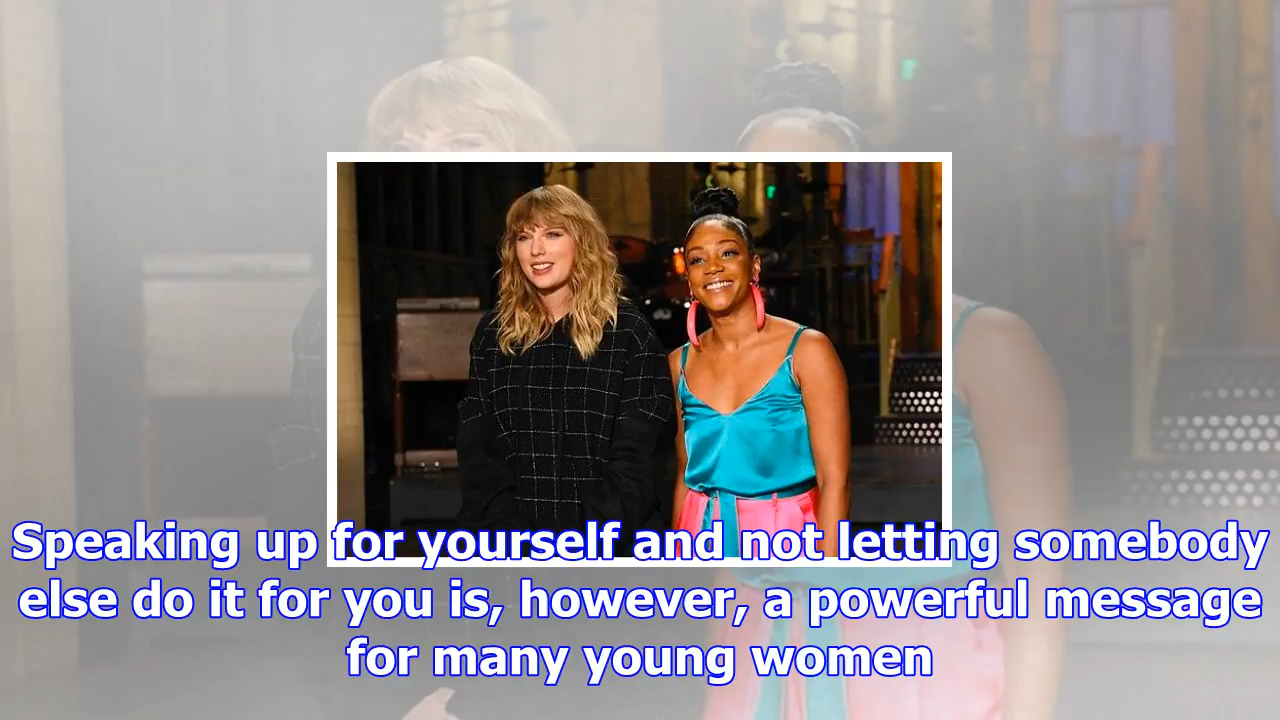 Speaking up for yourself and not letting somebody
else do it for you is, however, a powerful message
for many young women